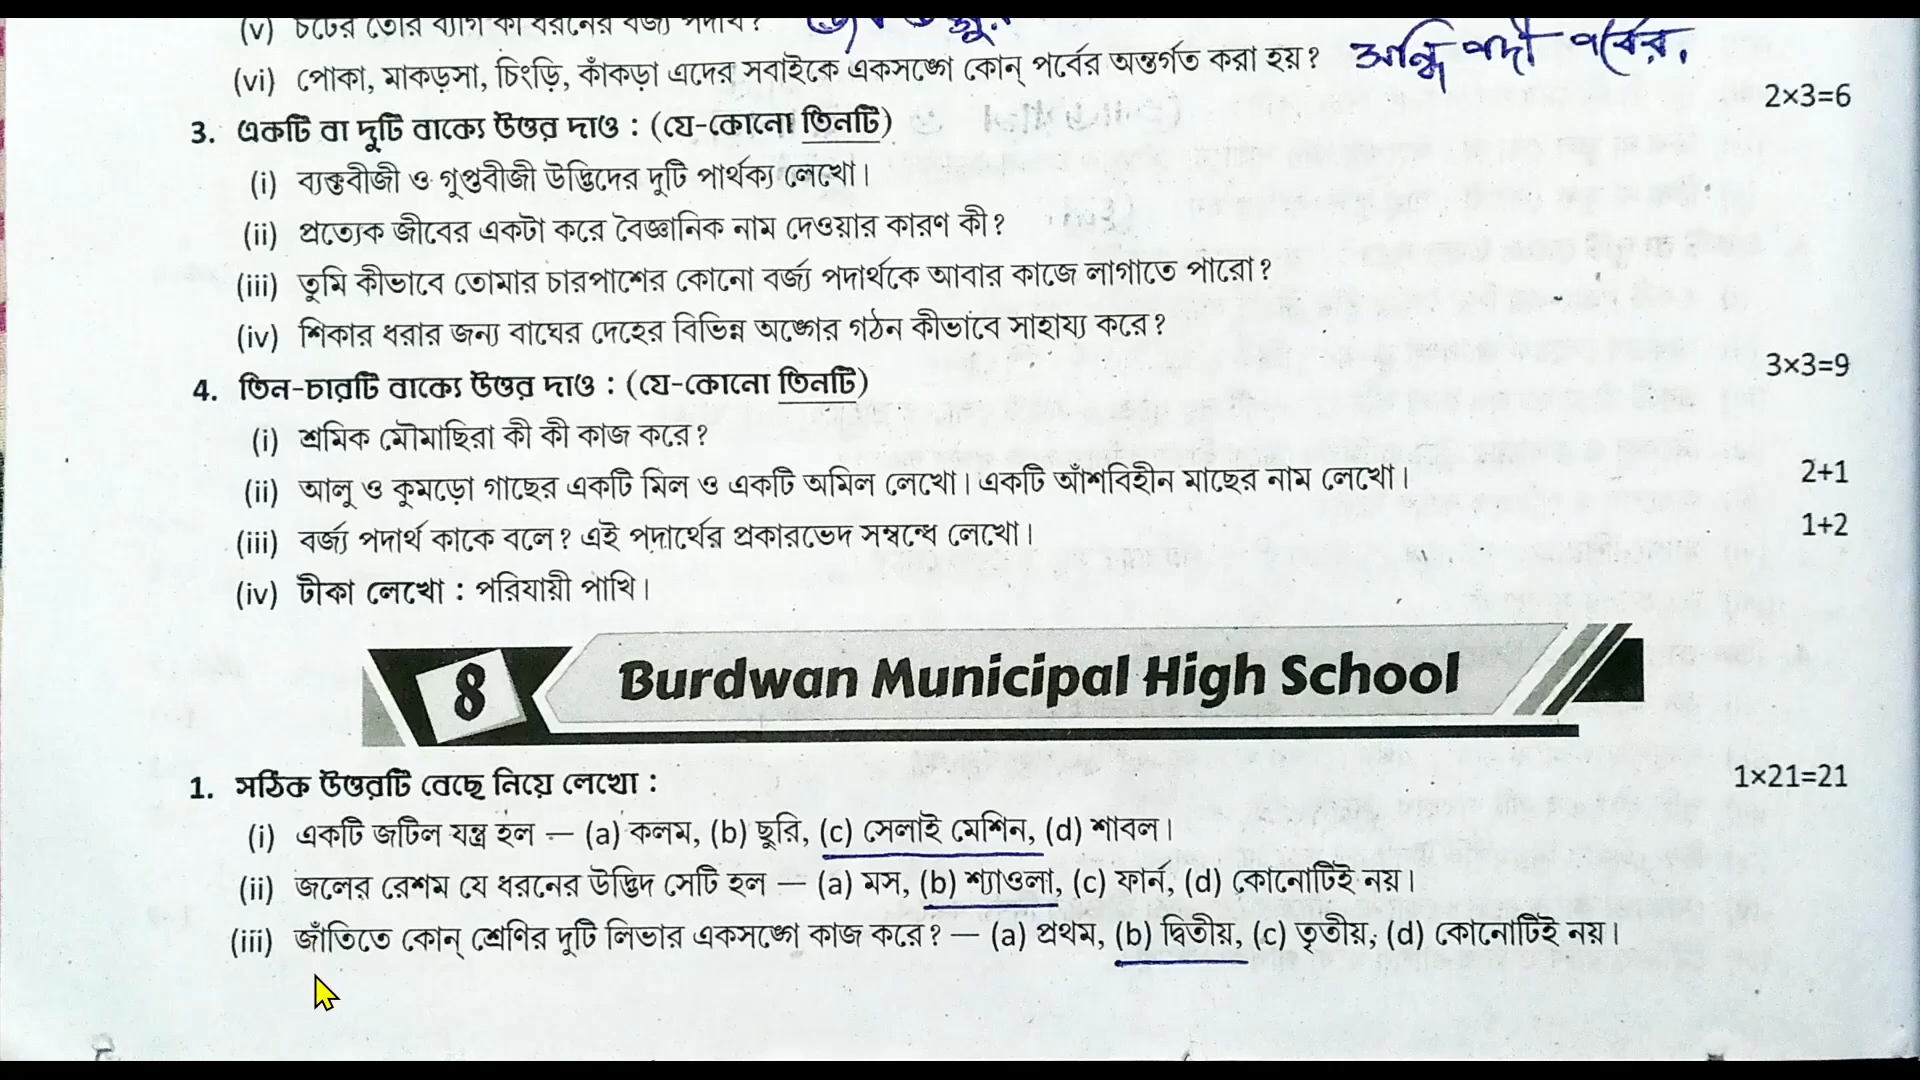 (v) চটের তৈরি ব্যাগ কী ধরনের বর্জ্য পদার্থ?
(vi) পোকা, মাকড়সা, চিংড়ি, কাঁকড়া এদের সবাইকে একসঙ্গে কোন্ পর্বের অন্তর্গত করা হয়? সন্ধিপদী পর্বের.
3. একটি বা দুটি বাক্যে উত্তর দাও : (যে-কোনো তিনটি) 2×3=6
(i) ব্যক্তবীজী ও গুপ্তবীজী উদ্ভিদের দুটি পার্থক্য লেখো।
(ii) প্রত্যেক জীবের একটা করে বৈজ্ঞানিক নাম দেওয়ার কারণ কী?
(iii) তুমি কীভাবে তোমার চারপাশের কোনো বর্জ্য পদার্থকে আবার কাজে লাগাতে পারো?
(iv) শিকার ধরার জন্য বাঘের দেহের বিভিন্ন অঙ্গের গঠন কীভাবে সাহায্য করে?
4. তিন-চারটি বাক্যে উত্তর দাও : (যে-কোনো তিনটি) 3×3=9
(i) শ্রমিক মৌমাছিরা কী কী কাজ করে?
(ii) আলু ও কুমড়ো গাছের একটি মিল ও একটি অমিল লেখো। একটি আঁশবিহীন মাছের নাম লেখো। 2+1
(iii) বর্জ্য পদার্থ কাকে বলে? এই পদার্থের প্রকারভেদ সম্বন্ধে লেখো। 1+2
(iv) টীকা লেখো : পরিযায়ী পাখি।
8 Burdwan Municipal High School
1. সঠিক উত্তরটি বেছে নিয়ে লেখো : 1×21=21
(i) একটি জটিল যন্ত্র হল — (a) কলম, (b) ছুরি, (c) সেলাই মেশিন, (d) শাবল।
(ii) জলের রেশম যে ধরনের উদ্ভিদ সেটি হল — (a) মস, (b) শ্যাওলা, (c) ফার্ন, (d) কোনোটিই নয়।
(iii) জাঁতিতে কোন্ শ্রেণির দুটি লিভার একসঙ্গে কাজ করে? — (a) প্রথম, (b) দ্বিতীয়, (c) তৃতীয়, (d) কোনোটিই নয়।